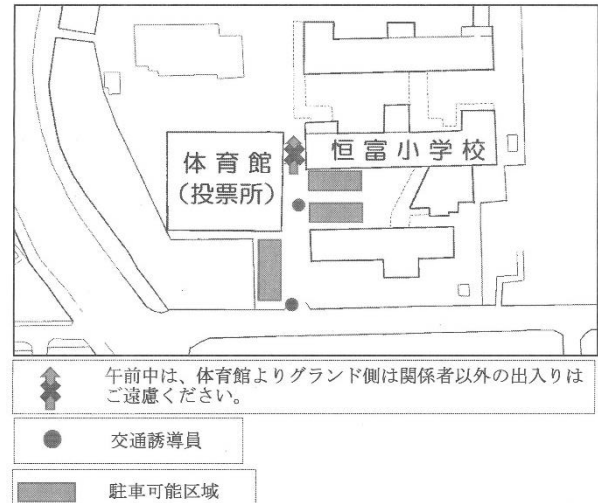 体育館
(投票所)
恒富小学校
午前中は、体育館よりグランド側は関係者以外の出入りは
ご遠慮ください。
交通誘導員
駐車可能区域